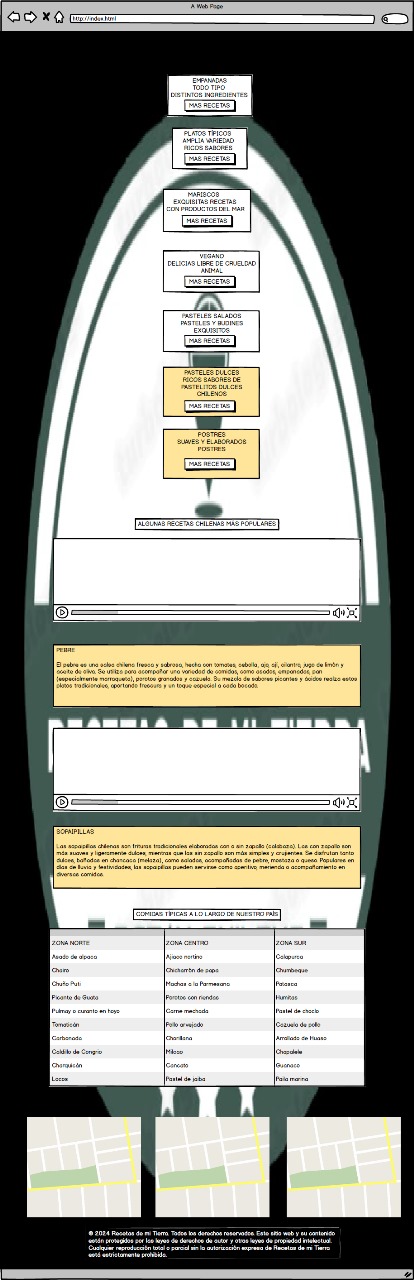 A Web Page
http://index.html
EMPANADAS
TODO TIPO
DISTINTOS INGREDIENTES
MAS RECETAS
PLATOS TÍPICOS
AMPLIA VARIEDAD
RICOS SABORES
MAS RECETAS
MARISCOS
EXQUISITAS RECETAS
CON PRODUCTOS DEL MAR
MAS RECETAS
VEGANO
DELICIAS LIBRE DE CRUELDAD
ANIMAL
MAS RECETAS
PASTELES SALADOS
PASTELES Y BUDINES
EXQUISITOS
MAS RECETAS
PASTELES DULCES
RICOS SABORES DE
PASTELITOS DULCES
CHILENOS
MAS RECETAS
POSTRES
SUAVES Y ELABORADOS
POSTRES
MAS RECETAS
ALGUNAS RECETAS CHILENAS MAS POPULARES
PEBRE
El pebre es una salsa chilena fresca y sabrosa, hecha con tomates, cebolla, ajo, ají, cilantro, jugo de limón y
aceite de oliva. Se utiliza para acompañar una variedad de comidas, como asados, empanadas, pan
(especialmente marraqueta), porotos granados y cazuela. Su mezcla de sabores picantes y ácidos realza estos
platos tradicionales, aportando frescura y un toque especial a cada bocado.
RECETAS DE MI TIERRA
SOPAIPILLAS
Las sopaipillas chilenas son frituras tradicionales elaboradas con o sin zapallo (calabaza). Las con zapallo son
más suaves y ligeramente dulces, mientras que las sin zapallo son más simples y crujientes. Se disfrutan tanto
dulces, bañadas en chancaca (melaza), como saladas, acompañadas de pebre, mostaza o queso. Populares en
días de lluvia y festividades, las sopaipillas pueden servirse como aperitivo, merienda o acompañamiento en
diversas comidas.
COMIDAS TÍPICAS A LO LARGO DE NUESTRO PAÍS
ZONA NORTE ZONA CENTRO ZONA SUR
Asado de alpaca Ajiaco nortino Calapurca
Chairo Chicharrón de papa Chumbeque
Chuño Puti Machas a la Parmesana Patasca
Picante de Guata Porotos con riendas Humitas
Pulmay o curanto en hoyo Carne mechada Pastel de choclo
Tomaticán Pollo arvejado Cazuela de pollo
Carbonada Chorillana Arrollado de Huaso
Caldillo de Congrio Milcao Chapalele
Charquicán Cancato Guanaco
Locos Pastel de jaiba Paila marina
© 2024 Recetas de mi Tierra. Todos los derechos reservados. Este sitio web y su contenido
están protegidos por las leyes de derechos de autor y otras leyes de propiedad intelectual.
Cualquier reproducción total o parcial sin la autorización expresa de Recetas de mi Tierra
está estrictamente prohibida.